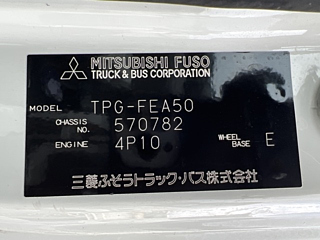 MITSUBISHI FUSO
TRUCK & BUS CORPORATION
MODEL TPG-FEA50
CHASSIS NO. 570782
ENGINE 4P10 WHEEL BASE E
三菱ふそうトラック・バス株式会社